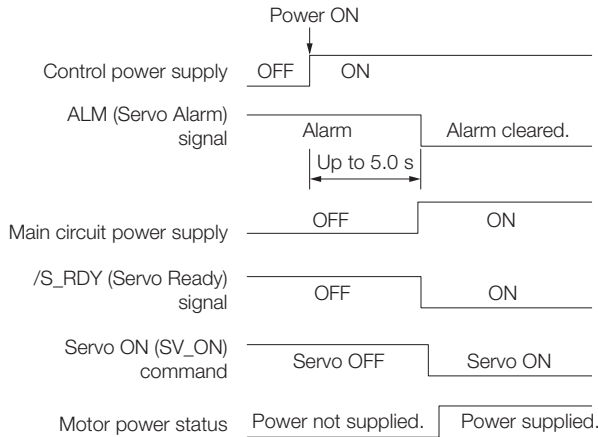 Power ON
Control power supply OFF ON
ALM (Servo Alarm)
signal
Alarm Alarm cleared.
Up to 5.0 s
Main circuit power supply OFF ON
/S_RDY (Servo Ready)
signal
OFF ON
Servo ON (SV_ON)
command
Servo OFF Servo ON
Motor power status Power not supplied. Power supplied.